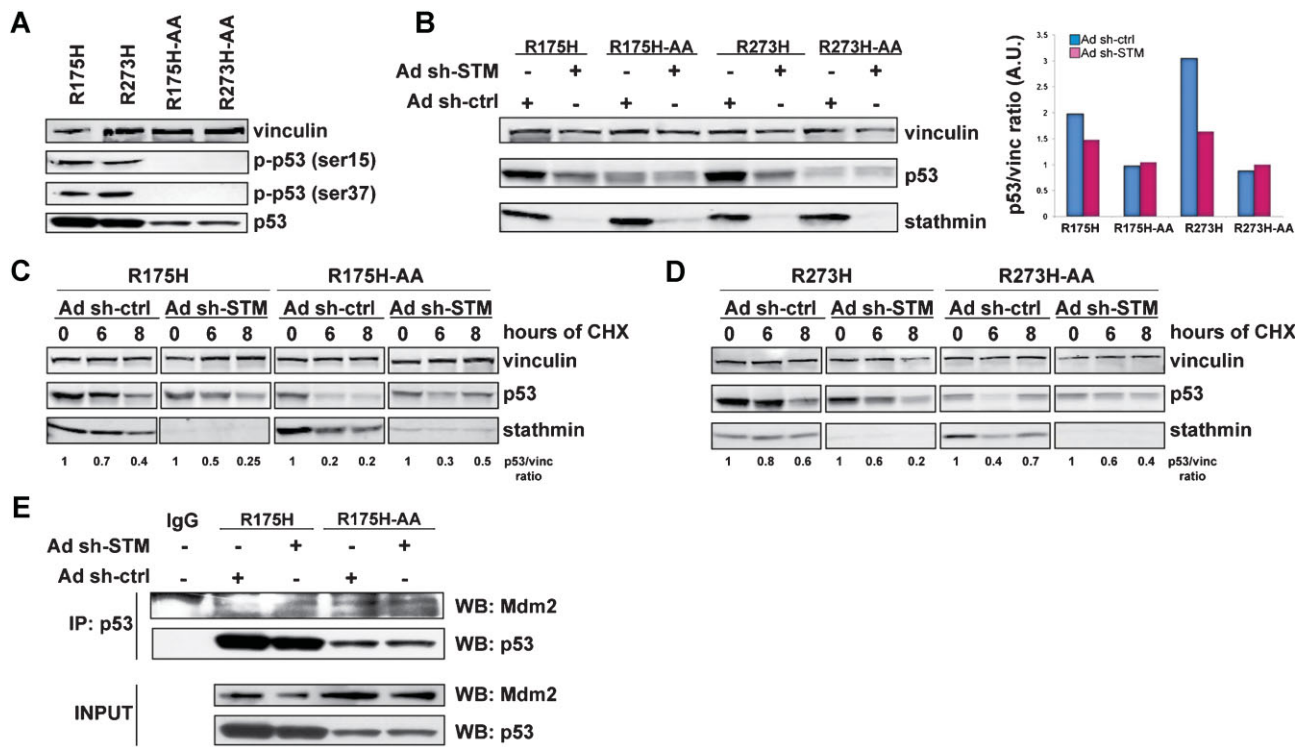 A
R175H
R273H
R175H-AA
R273H-AA
vinculin
p-p53 (ser15)
p-p53 (ser37)
p53
B
R175H R175H-AA R273H R273H-AA
Ad sh-STM - + - + - + - +
Ad sh-ctrl + - + - + - + -
vinculin
p53
stathmin
p53/vinc ratio (A.U.)
Ad sh-ctrl
Ad sh-STM
3.5
3
2.5
2
1.5
1
0.5
0
R175H R175H-AA R273H R273H-AA
C
R175H R175H-AA
Ad sh-ctrl Ad sh-STM Ad sh-ctrl Ad sh-STM
0 6 8 0 6 8 0 6 8 0 6 8 hours of CHX
vinculin
p53
stathmin
1 0.7 0.4 1 0.5 0.25 1 0.2 0.2 1 0.3 0.5 p53/vinc
ratio
D
R273H R273H-AA
Ad sh-ctrl Ad sh-STM Ad sh-ctrl Ad sh-STM
0 6 8 0 6 8 0 6 8 0 6 8 hours of CHX
vinculin
p53
stathmin
1 0.8 0.6 1 0.6 0.2 1 0.4 0.7 1 0.6 0.4 p53/vinc
ratio
E
IgG R175H R175H-AA
Ad sh-STM - - + - +
Ad sh-ctrl - + - + -
IP: p53
WB: Mdm2
WB: p53
INPUT
WB: Mdm2
WB: p53